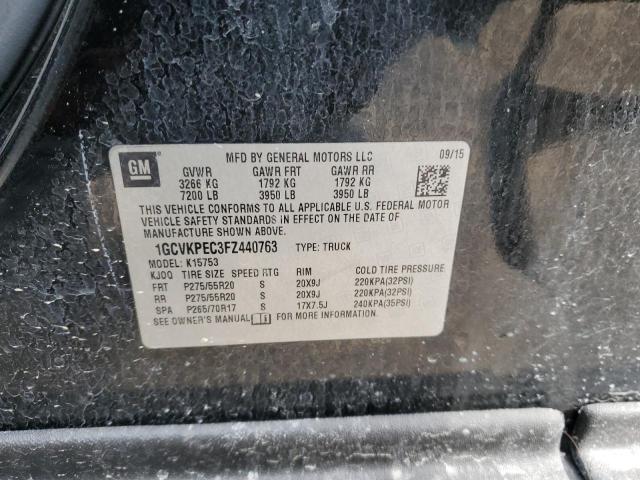 GM
MFD BY GENERAL MOTORS LLC 09/15
GVWR GAWR FRT GAWR RR
3266 KG 1792 KG 1792 KG
7200 LB 3950 LB 3950 LB
THIS VEHICLE CONFORMS TO ALL APPLICABLE U.S. FEDERAL MOTOR
VEHICLE SAFETY STANDARDS IN EFFECT ON THE DATE OF
MANUFACTURE SHOWN ABOVE.
1GCVKPEC3FZ440763 TYPE: TRUCK
MODEL: K15753
KJOQ TIRE SIZE SPEED RTG RIM COLD TIRE PRESSURE
FRT P275/55R20 S 20X9J 220KPA(32PSI)
RR P275/55R20 S 20X9J 220KPA(32PSI)
SPA P265/70R17 S 17X7.5J 240KPA(35PSI)
SEE OWNER'S MANUAL FOR MORE INFORMATION.